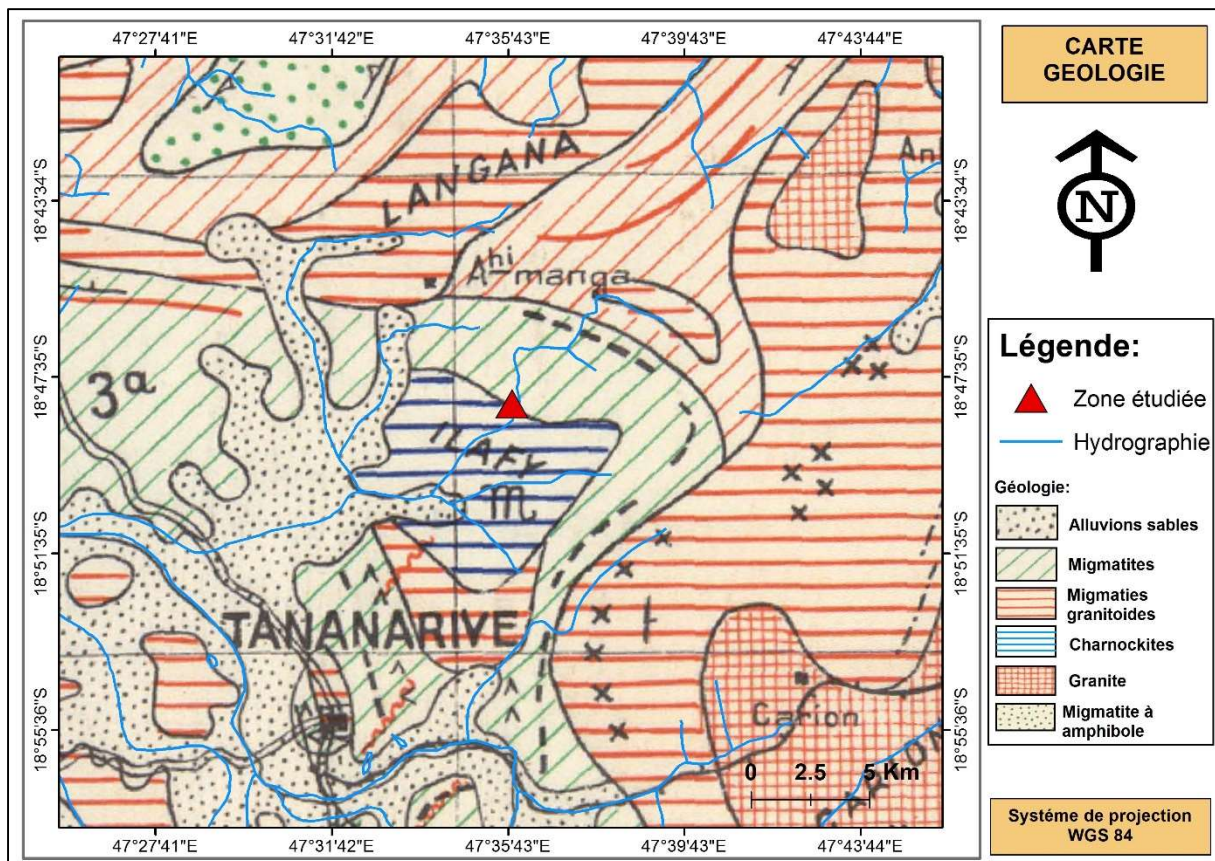 47°27'41"E 47°31'42"E 47°35'43"E 47°39'43"E 47°43'44"E
CARTE
GEOLOGIE
N
18°43'34"S
18°47'35"S
18°51'35"S
18°55'36"S
LANGANA
Ahi-manga
3a
ILAFY
m
TANANARIVE
Carion
0 2.5 5 Km
18°43'34"S
18°47'35"S
18°51'35"S
18°55'36"S
47°27'41"E 47°31'42"E 47°35'43"E 47°39'43"E 47°43'44"E
Légende:
Zone étudiée
Hydrographie
Géologie:
Alluvions sables
Migmatites
Migmaties
granitoides
Charnockites
Granite
Migmatite à
amphibole
Systéme de projection
WGS 84